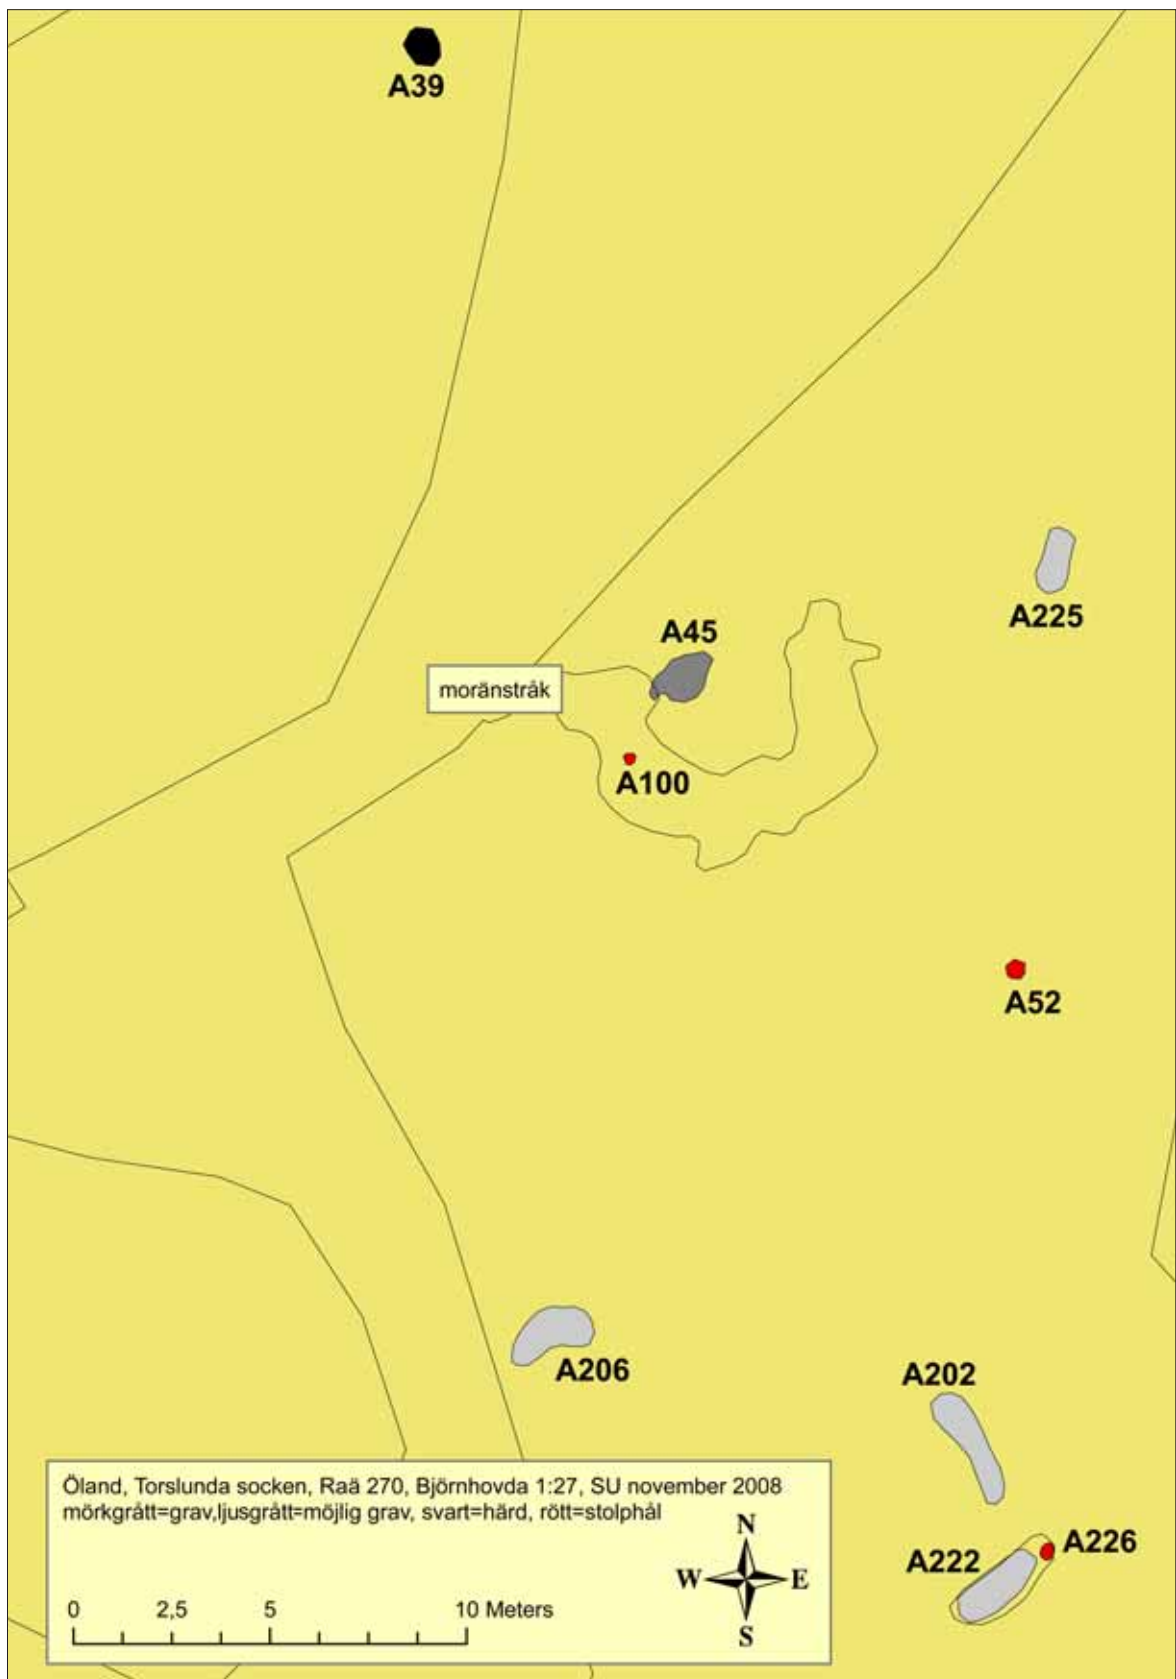 A39
A225
A45
moränstråk
A100
A52
A206
A202
A226
A222
Öland, Torslunda socken, Raä 270, Björnhovda 1:27, SU november 2008
mörkgrått=grav,ljusgrått=möjlig grav, svart=härd, rött=stolphål
N
W E
S
0 2,5 5 10 Meters